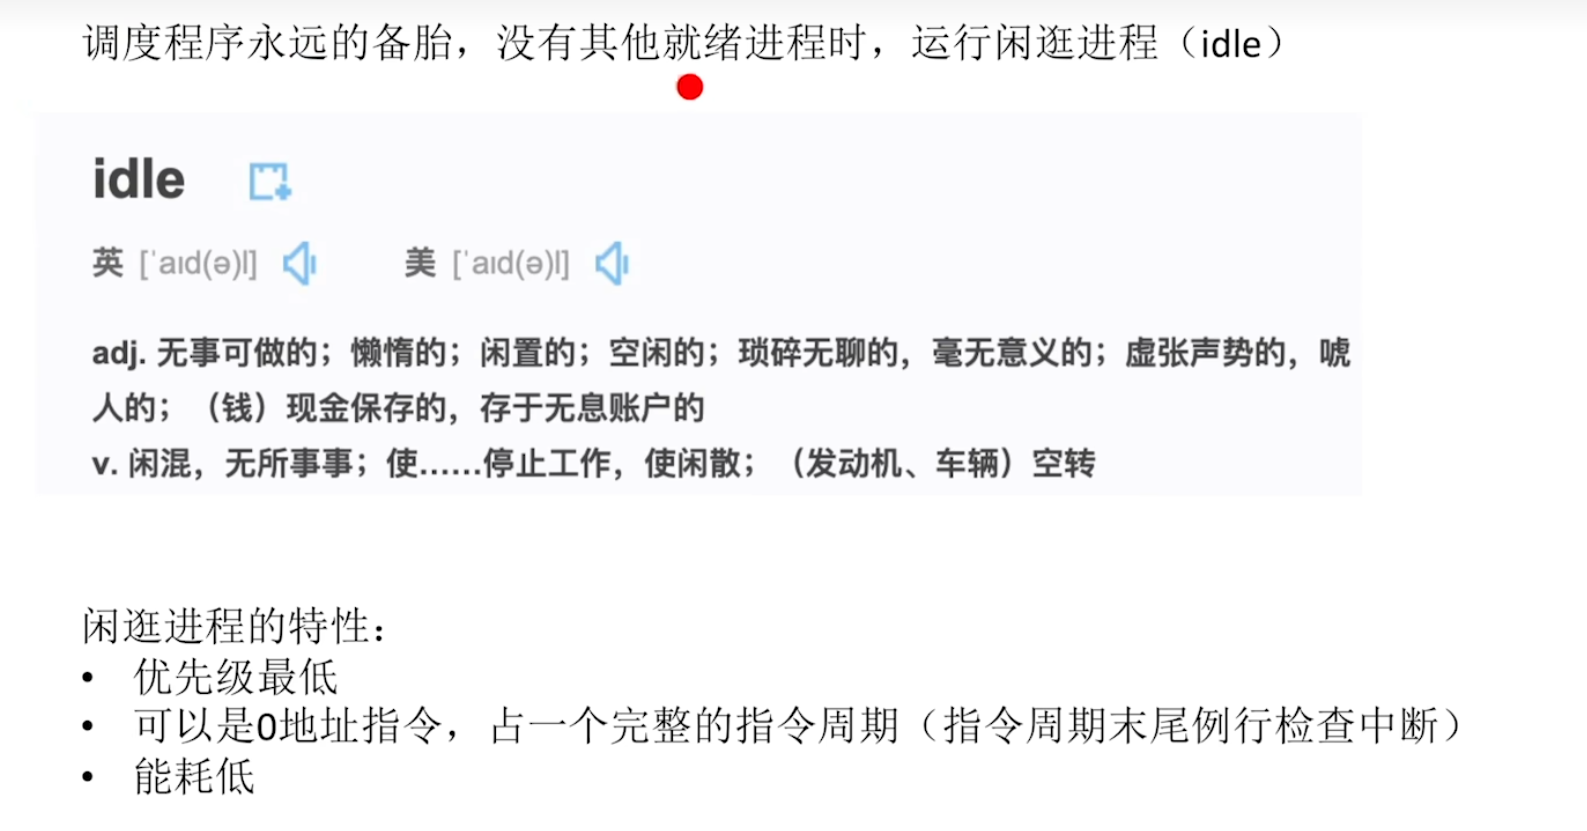 调度程序永远的备胎，没有其他就绪进程时，运行闲逛进程（idle）
idle
英 [ˈaɪd(ə)l] 美 [ˈaɪd(ə)l]
adj. 无事可做的；懒惰的；闲置的；空闲的；琐碎无聊的，毫无意义的；虚张声势的，唬
人的；（钱）现金保存的，存于无息账户的
v. 闲混，无所事事；使……停止工作，使闲散；（发动机、车辆）空转
闲逛进程的特性：
• 优先级最低
• 可以是0地址指令，占一个完整的指令周期（指令周期末尾例行检查中断）
• 能耗低